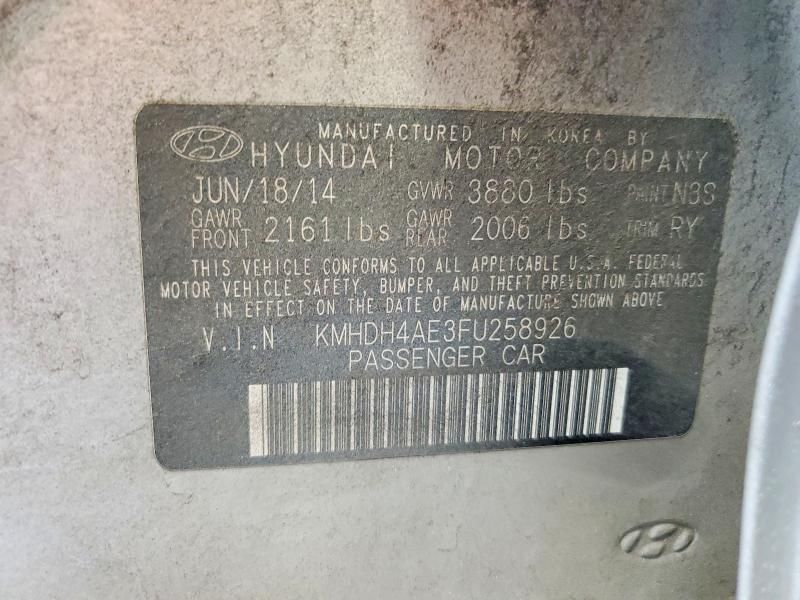 MANUFACTURED IN KOREA BY
HYUNDAI MOTOR COMPANY
JUN/18/14 GVWR 3880 lbs PAINT N3S
GAWR FRONT 2161 lbs GAWR REAR 2006 lbs TRIM RY
THIS VEHICLE CONFORMS TO ALL APPLICABLE U.S.A. FEDERAL
MOTOR VEHICLE SAFETY, BUMPER, AND THEFT PREVENTION STANDARDS
IN EFFECT ON THE DATE OF MANUFACTURE SHOWN ABOVE
V.I.N KMHDH4AE3FU258926
PASSENGER CAR